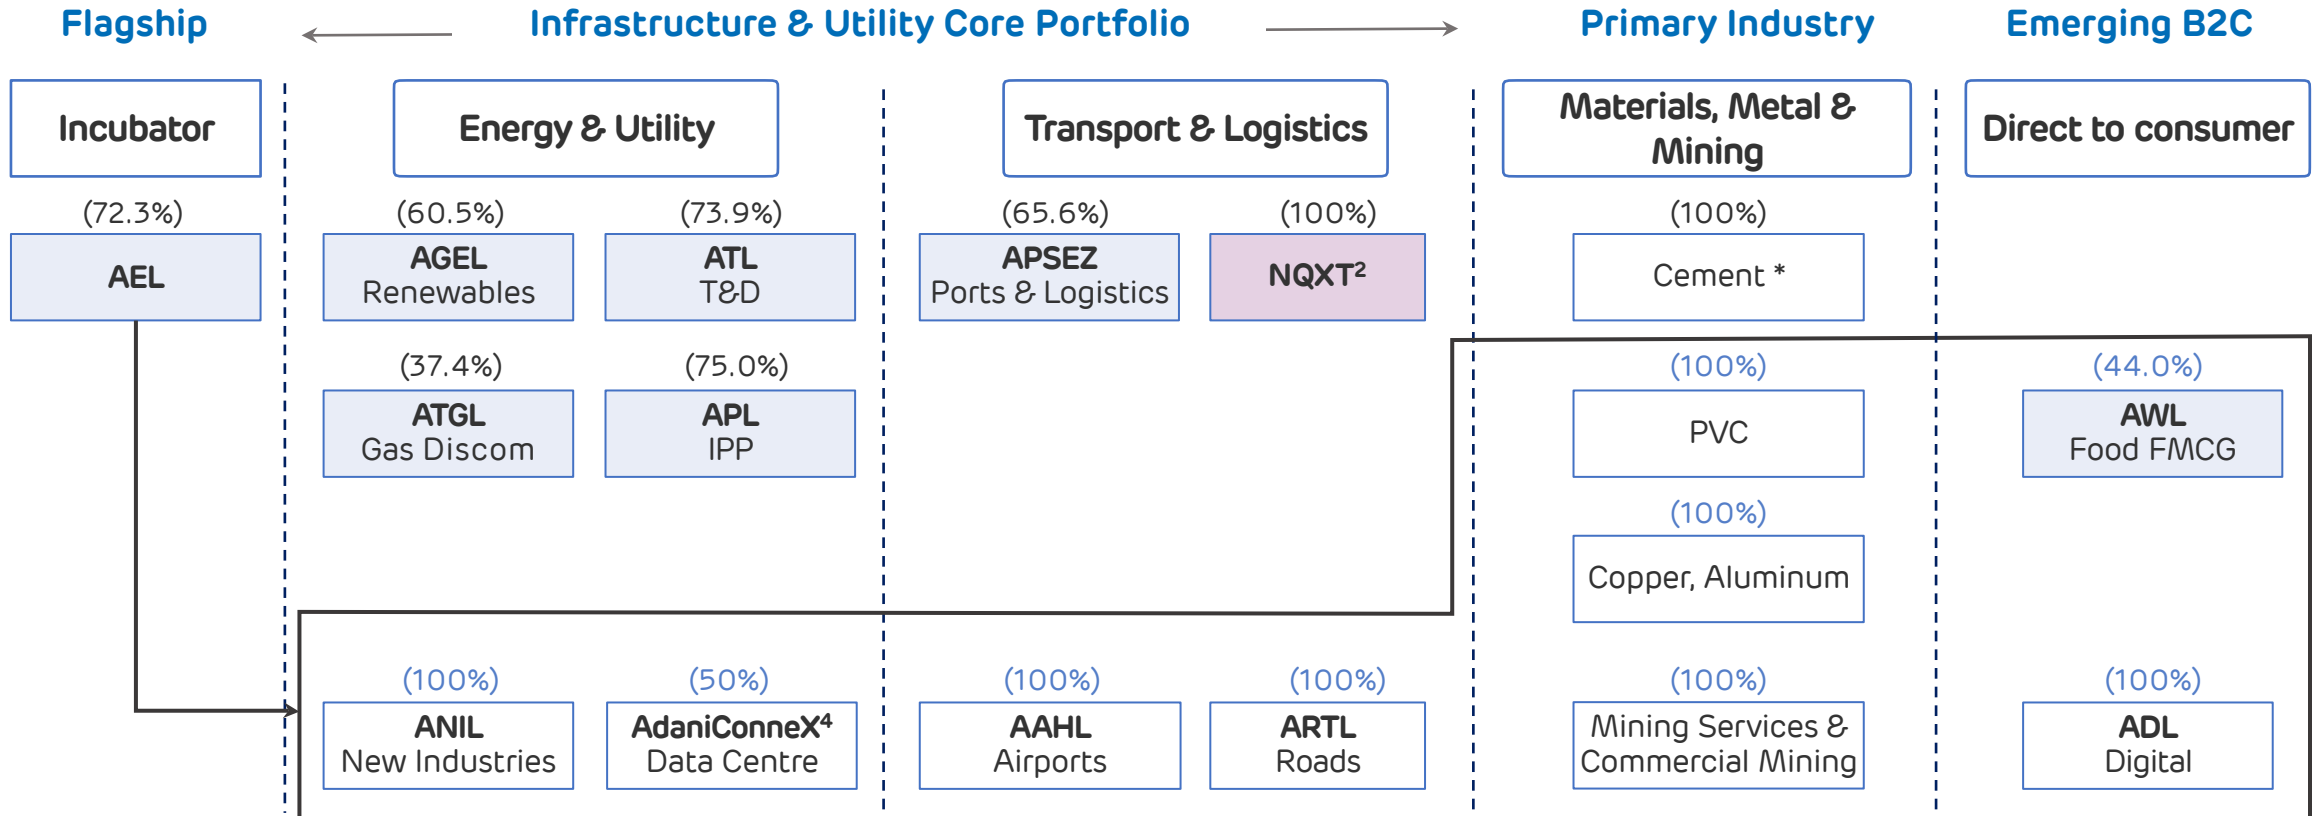 Flagship
Infrastructure & Utility Core Portfolio
Primary Industry
Emerging B2C
Incubator
Energy & Utility
Transport & Logistics
Materials, Metal &
Mining
Direct to consumer
(72.3%)
(60.5%)
(73.9%)
(65.6%)
(100%)
(100%)
AEL
AGEL
Renewables
ATL
T&D
APSEZ
Ports & Logistics
NQXT²
Cement *
(37.4%)
(75.0%)
(100%)
(44.0%)
ATGL
Gas Discom
APL
IPP
PVC
AWL
Food FMCG
(100%)
Copper, Aluminum
(100%)
(50%)
(100%)
(100%)
(100%)
(100%)
ANIL
New Industries
AdaniConneX⁴
Data Centre
AAHL
Airports
ARTL
Roads
Mining Services &
Commercial Mining
ADL
Digital